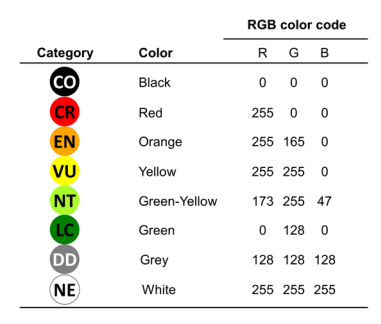 RGB color code
Category Color R G B
CO Black 0 0 0
CR Red 255 0 0
EN Orange 255 165 0
VU Yellow 255 255 0
NT Green-Yellow 173 255 47
LC Green 0 128 0
DD Grey 128 128 128
NE White 255 255 255